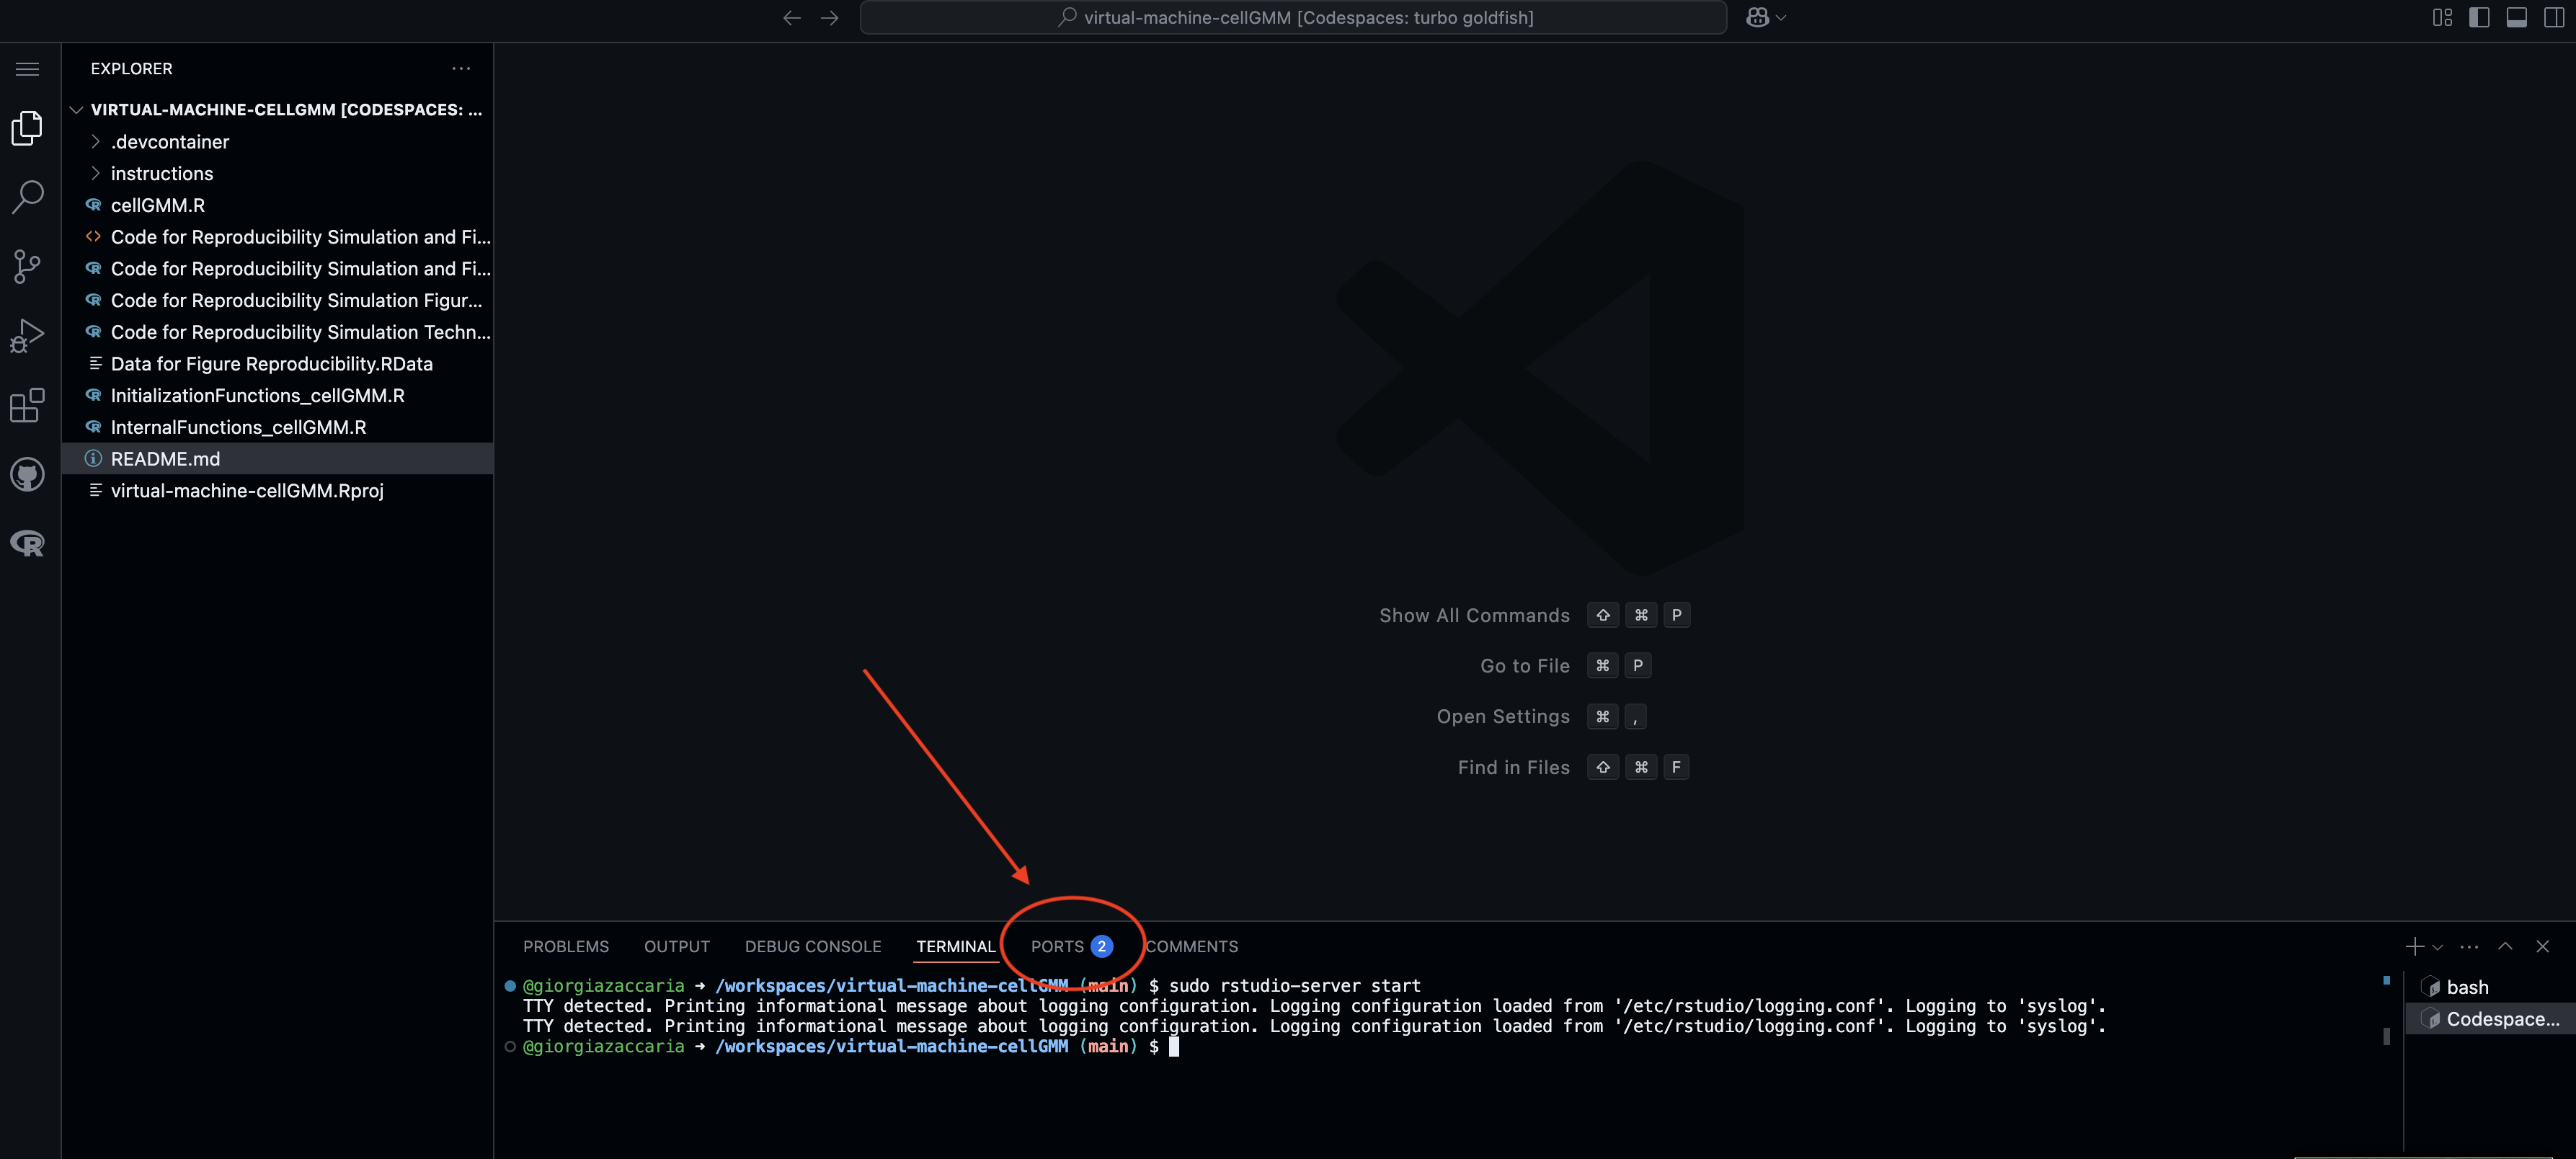 virtual-machine-cellGMM [Codespaces: turbo goldfish]
EXPLORER
VIRTUAL-MACHINE-CELLGMM [CODESPACES: ...
.devcontainer
instructions
cellGMM.R
Code for Reproducibility Simulation and Fi...
Code for Reproducibility Simulation and Fi...
Code for Reproducibility Simulation Figur...
Code for Reproducibility Simulation Techn...
Data for Figure Reproducibility.RData
InitializationFunctions_cellGMM.R
InternalFunctions_cellGMM.R
README.md
virtual-machine-cellGMM.Rproj
Show All Commands ⇧ ⌘ P
Go to File ⌘ P
Open Settings ⌘ ,
Find in Files ⇧ ⌘ F
PROBLEMS OUTPUT DEBUG CONSOLE TERMINAL PORTS 2 COMMENTS
@giorgiazaccaria ➜ /workspaces/virtual-machine-cellGMM (main) $ sudo rstudio-server start
TTY detected. Printing informational message about logging configuration. Logging configuration loaded from '/etc/rstudio/logging.conf'. Logging to 'syslog'.
TTY detected. Printing informational message about logging configuration. Logging configuration loaded from '/etc/rstudio/logging.conf'. Logging to 'syslog'.
@giorgiazaccaria ➜ /workspaces/virtual-machine-cellGMM (main) $
bash
Codespace...